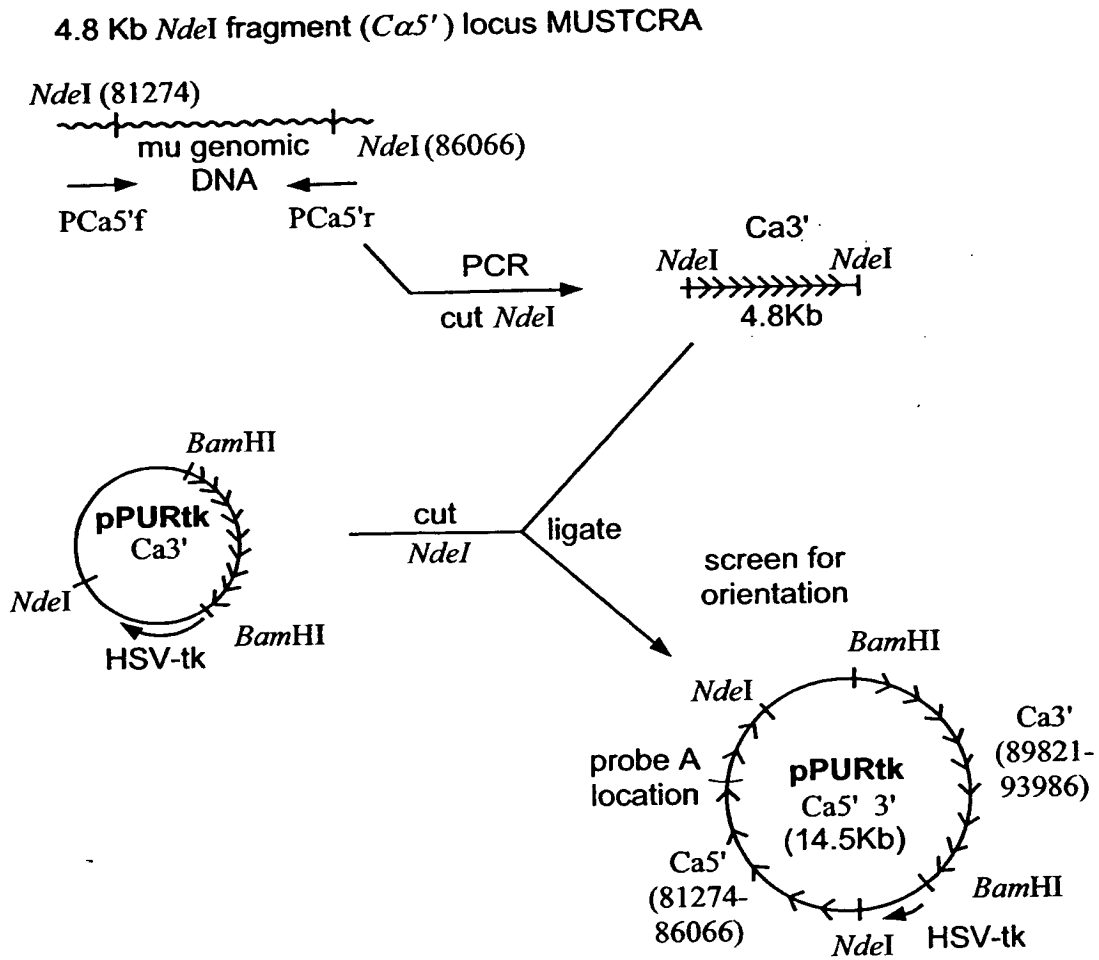 4.8 Kb NdeI fragment (Cα5') locus MUSTCRA
NdeI (81274)
mu genomic
DNA
NdeI (86066)
PCa5'f
PCa5'r
PCR
cut NdeI
Ca3'
NdeI
NdeI
4.8Kb
BamHI
pPURtk
Ca3'
NdeI
BamHI
HSV-tk
cut
NdeI
ligate
screen for
orientation
BamHI
NdeI
Ca3'
(89821-
93986)
probe A
location
pPURtk
Ca5' 3'
(14.5Kb)
Ca5'
(81274-
86066)
BamHI
NdeI
HSV-tk